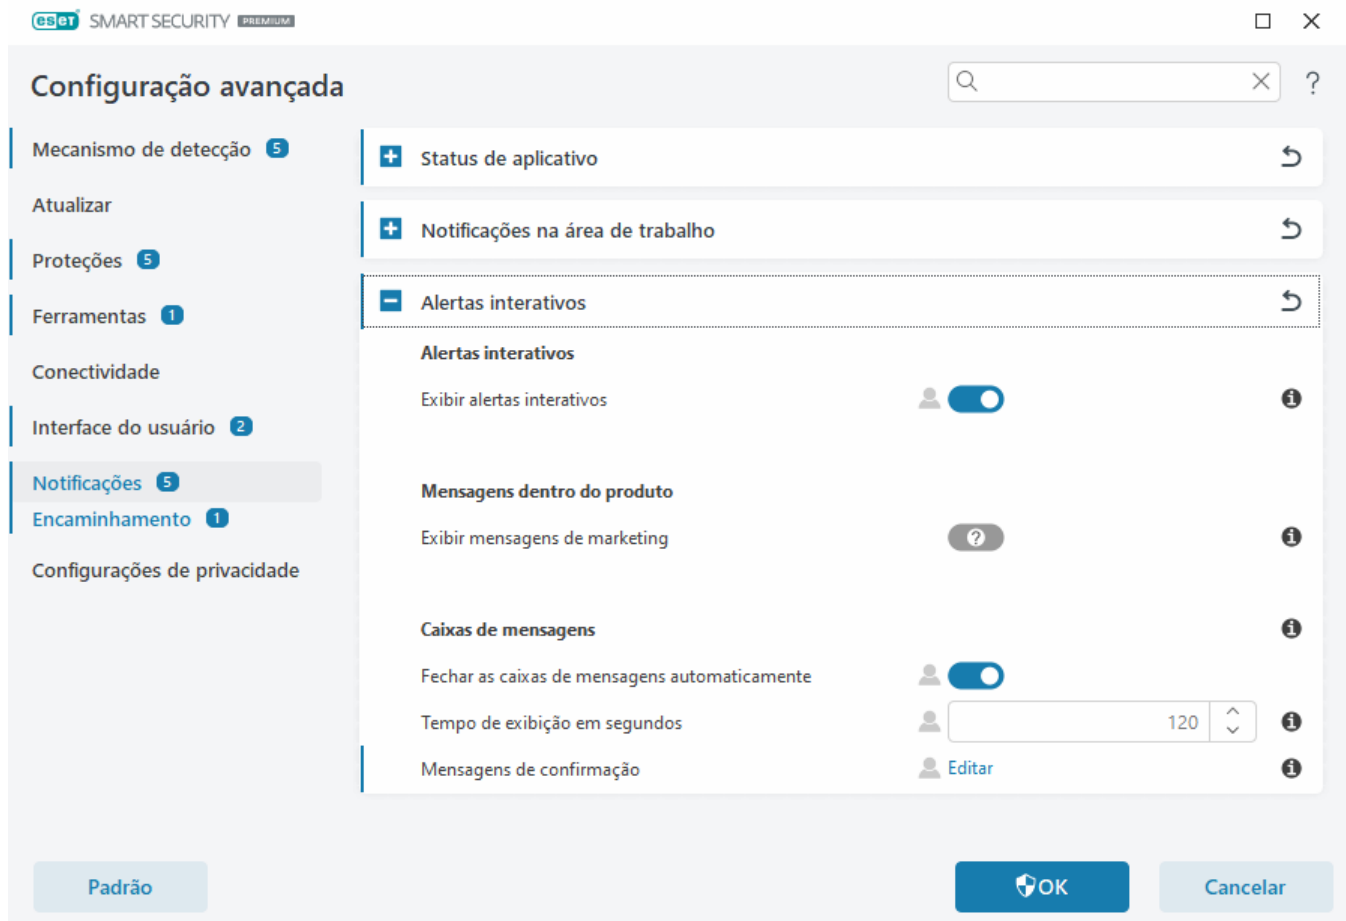 eset SMART SECURITY PREMIUM
Configuração avançada
?
Mecanismo de detecção 5
Atualizar
Proteções 5
Ferramentas 1
Conectividade
Interface do usuário 2
Notificações 5
Encaminhamento 1
Configurações de privacidade
Status de aplicativo
Notificações na área de trabalho
Alertas interativos
Alertas interativos
Exibir alertas interativos
Mensagens dentro do produto
Exibir mensagens de marketing
?
Caixas de mensagens
Fechar as caixas de mensagens automaticamente
Tempo de exibição em segundos 120
Mensagens de confirmação Editar
Padrão
OK
Cancelar